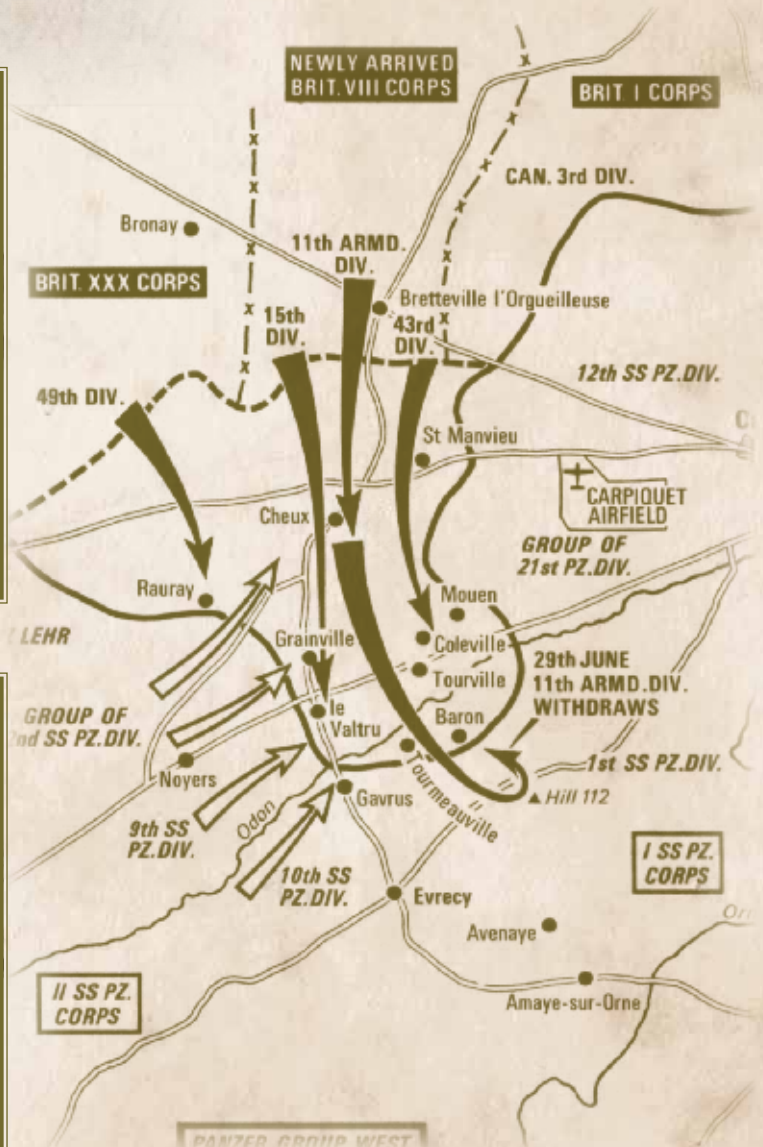 NEWLY ARRIVED
BRIT. VIII CORPS
BRIT. I CORPS
CAN. 3rd DIV.
Bronay
11th ARMD.
DIV.
BRIT. XXX CORPS
Bretteville l'Orgueilleuse
15th
DIV.
43rd
DIV.
12th SS PZ.DIV.
49th DIV.
St Manvieu
CARPIQUET
AIRFIELD
Cheux
GROUP OF
21st PZ.DIV.
Rauray
Mouen
LEHR
Grainville
Coleville
29th JUNE
11th ARMD.DIV.
WITHDRAWS
Tourville
GROUP OF
2nd SS PZ.DIV.
le
Valtru
Baron
Noyers
Tourmeauville
1st SS PZ.DIV.
Gavrus
Hill 112
Odon
9th SS
PZ.DIV.
10th SS
PZ.DIV.
I SS PZ.
CORPS
Evrecy
Avenaye
II SS PZ.
CORPS
Amaye-sur-Orne
PANZER GROUP WEST